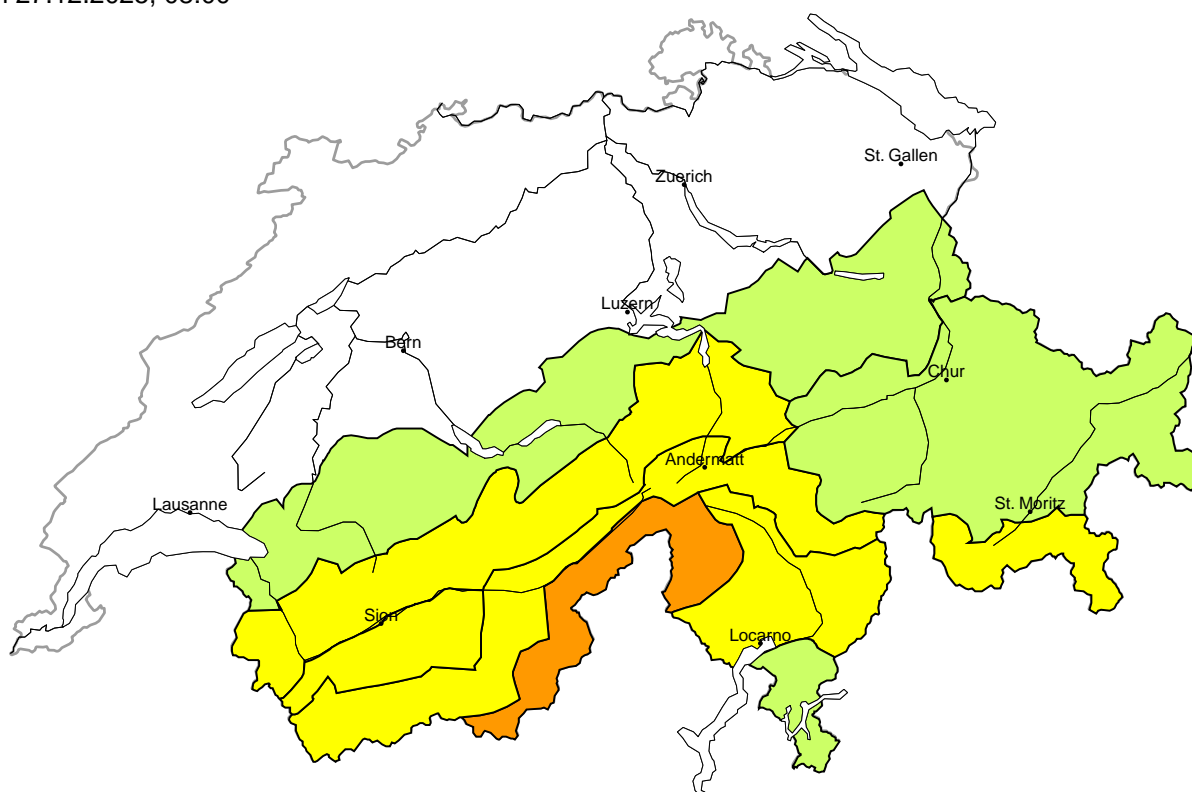 St. Gallen
Zuerich
Luzern
Bern
Chur
Andermatt
St. Moritz
Lausanne
Sion
Locarno